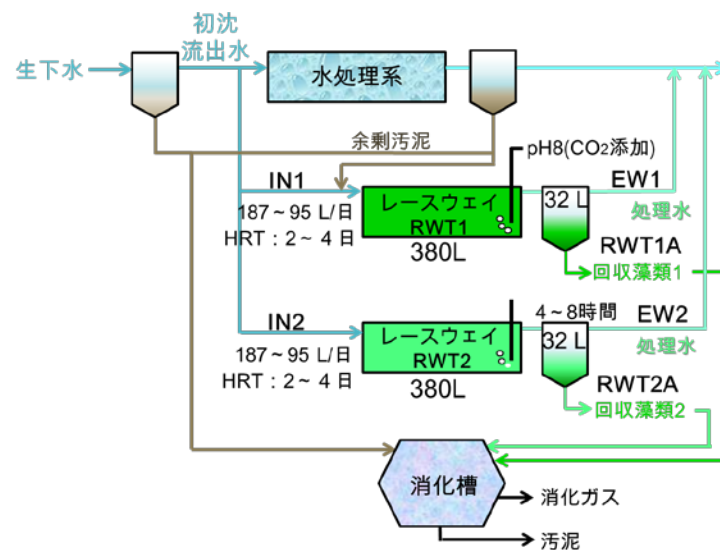 初沈
流出水
生下水
水処理系
余剰汚泥
pH8(CO₂添加)
IN1
187～95 L/日
HRT：2～ 4 日
レースウェイ
RWT1
380L
32 L
EW1
処理水
RWT1A
回収藻類1
IN2
187～95 L/日
HRT：2～ 4 日
レースウェイ
RWT2
380L
4～8時間
32 L
EW2
処理水
RWT2A
回収藻類2
消化槽
消化ガス
汚泥